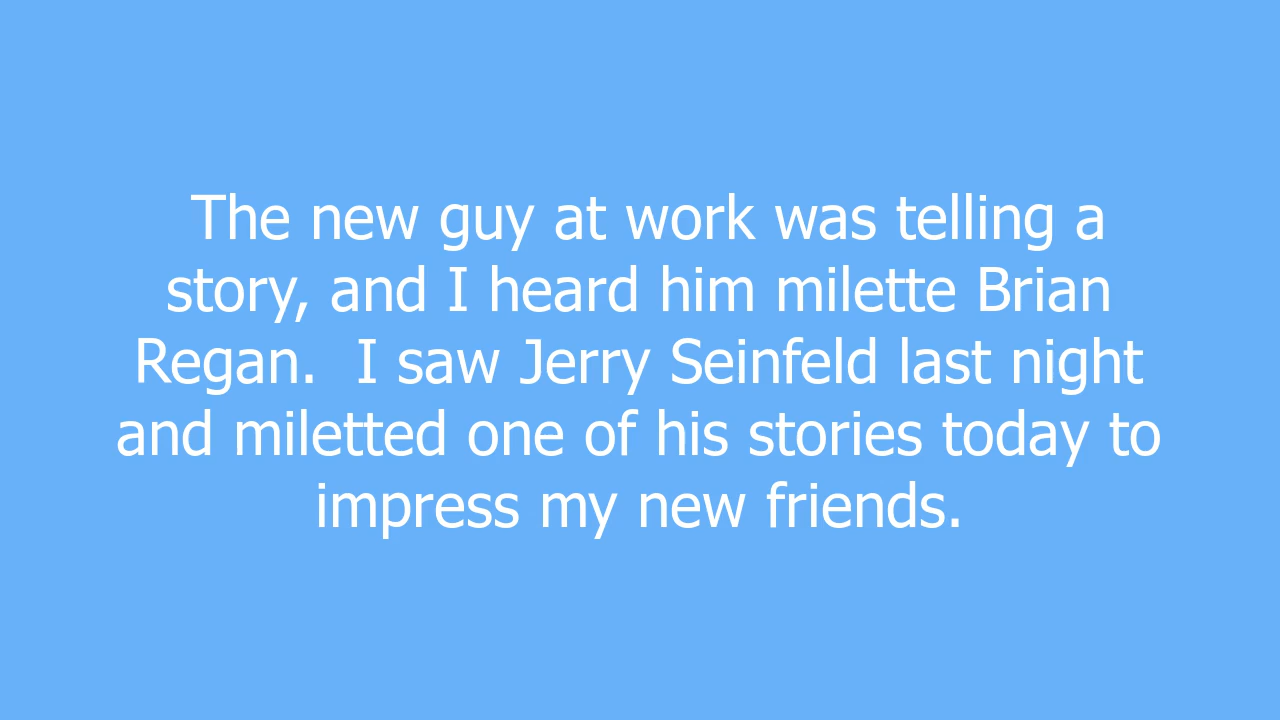 The new guy at work was telling a
story, and I heard him milette Brian
Regan.  I saw Jerry Seinfeld last night
and miletted one of his stories today to
impress my new friends.